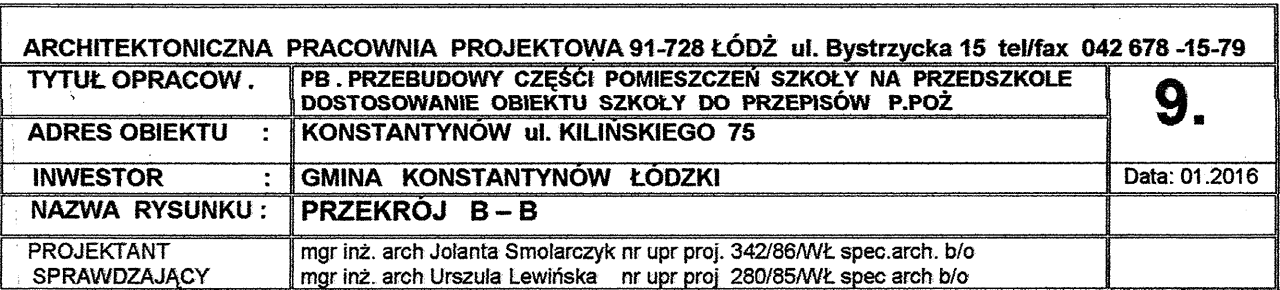 ARCHITEKTONICZNA PRACOWNIA PROJEKTOWA 91-728 ŁÓDŹ ul. Bystrzycka 15 tel/fax 042 678 -15-79
TYTUŁ OPRACOW. PB . PRZEBUDOWY CZĘŚĆI POMIESZCZEŃ SZKOŁY NA PRZEDSZKOLE
DOSTOSOWANIE OBIEKTU SZKOŁY DO PRZEPISÓW P.POŻ
9.
ADRES OBIEKTU : KONSTANTYNÓW ul. KILIŃSKIEGO 75
INWESTOR : GMINA KONSTANTYNÓW ŁÓDZKI Data: 01.2016
NAZWA RYSUNKU : PRZEKRÓJ B – B
PROJEKTANT mgr inż. arch Jolanta Smolarczyk nr upr proj. 342/86/WŁ spec.arch. b/o
SPRAWDZAJĄCY mgr inż. arch Urszula Lewińska nr upr proj 280/85/WŁ spec arch b/o